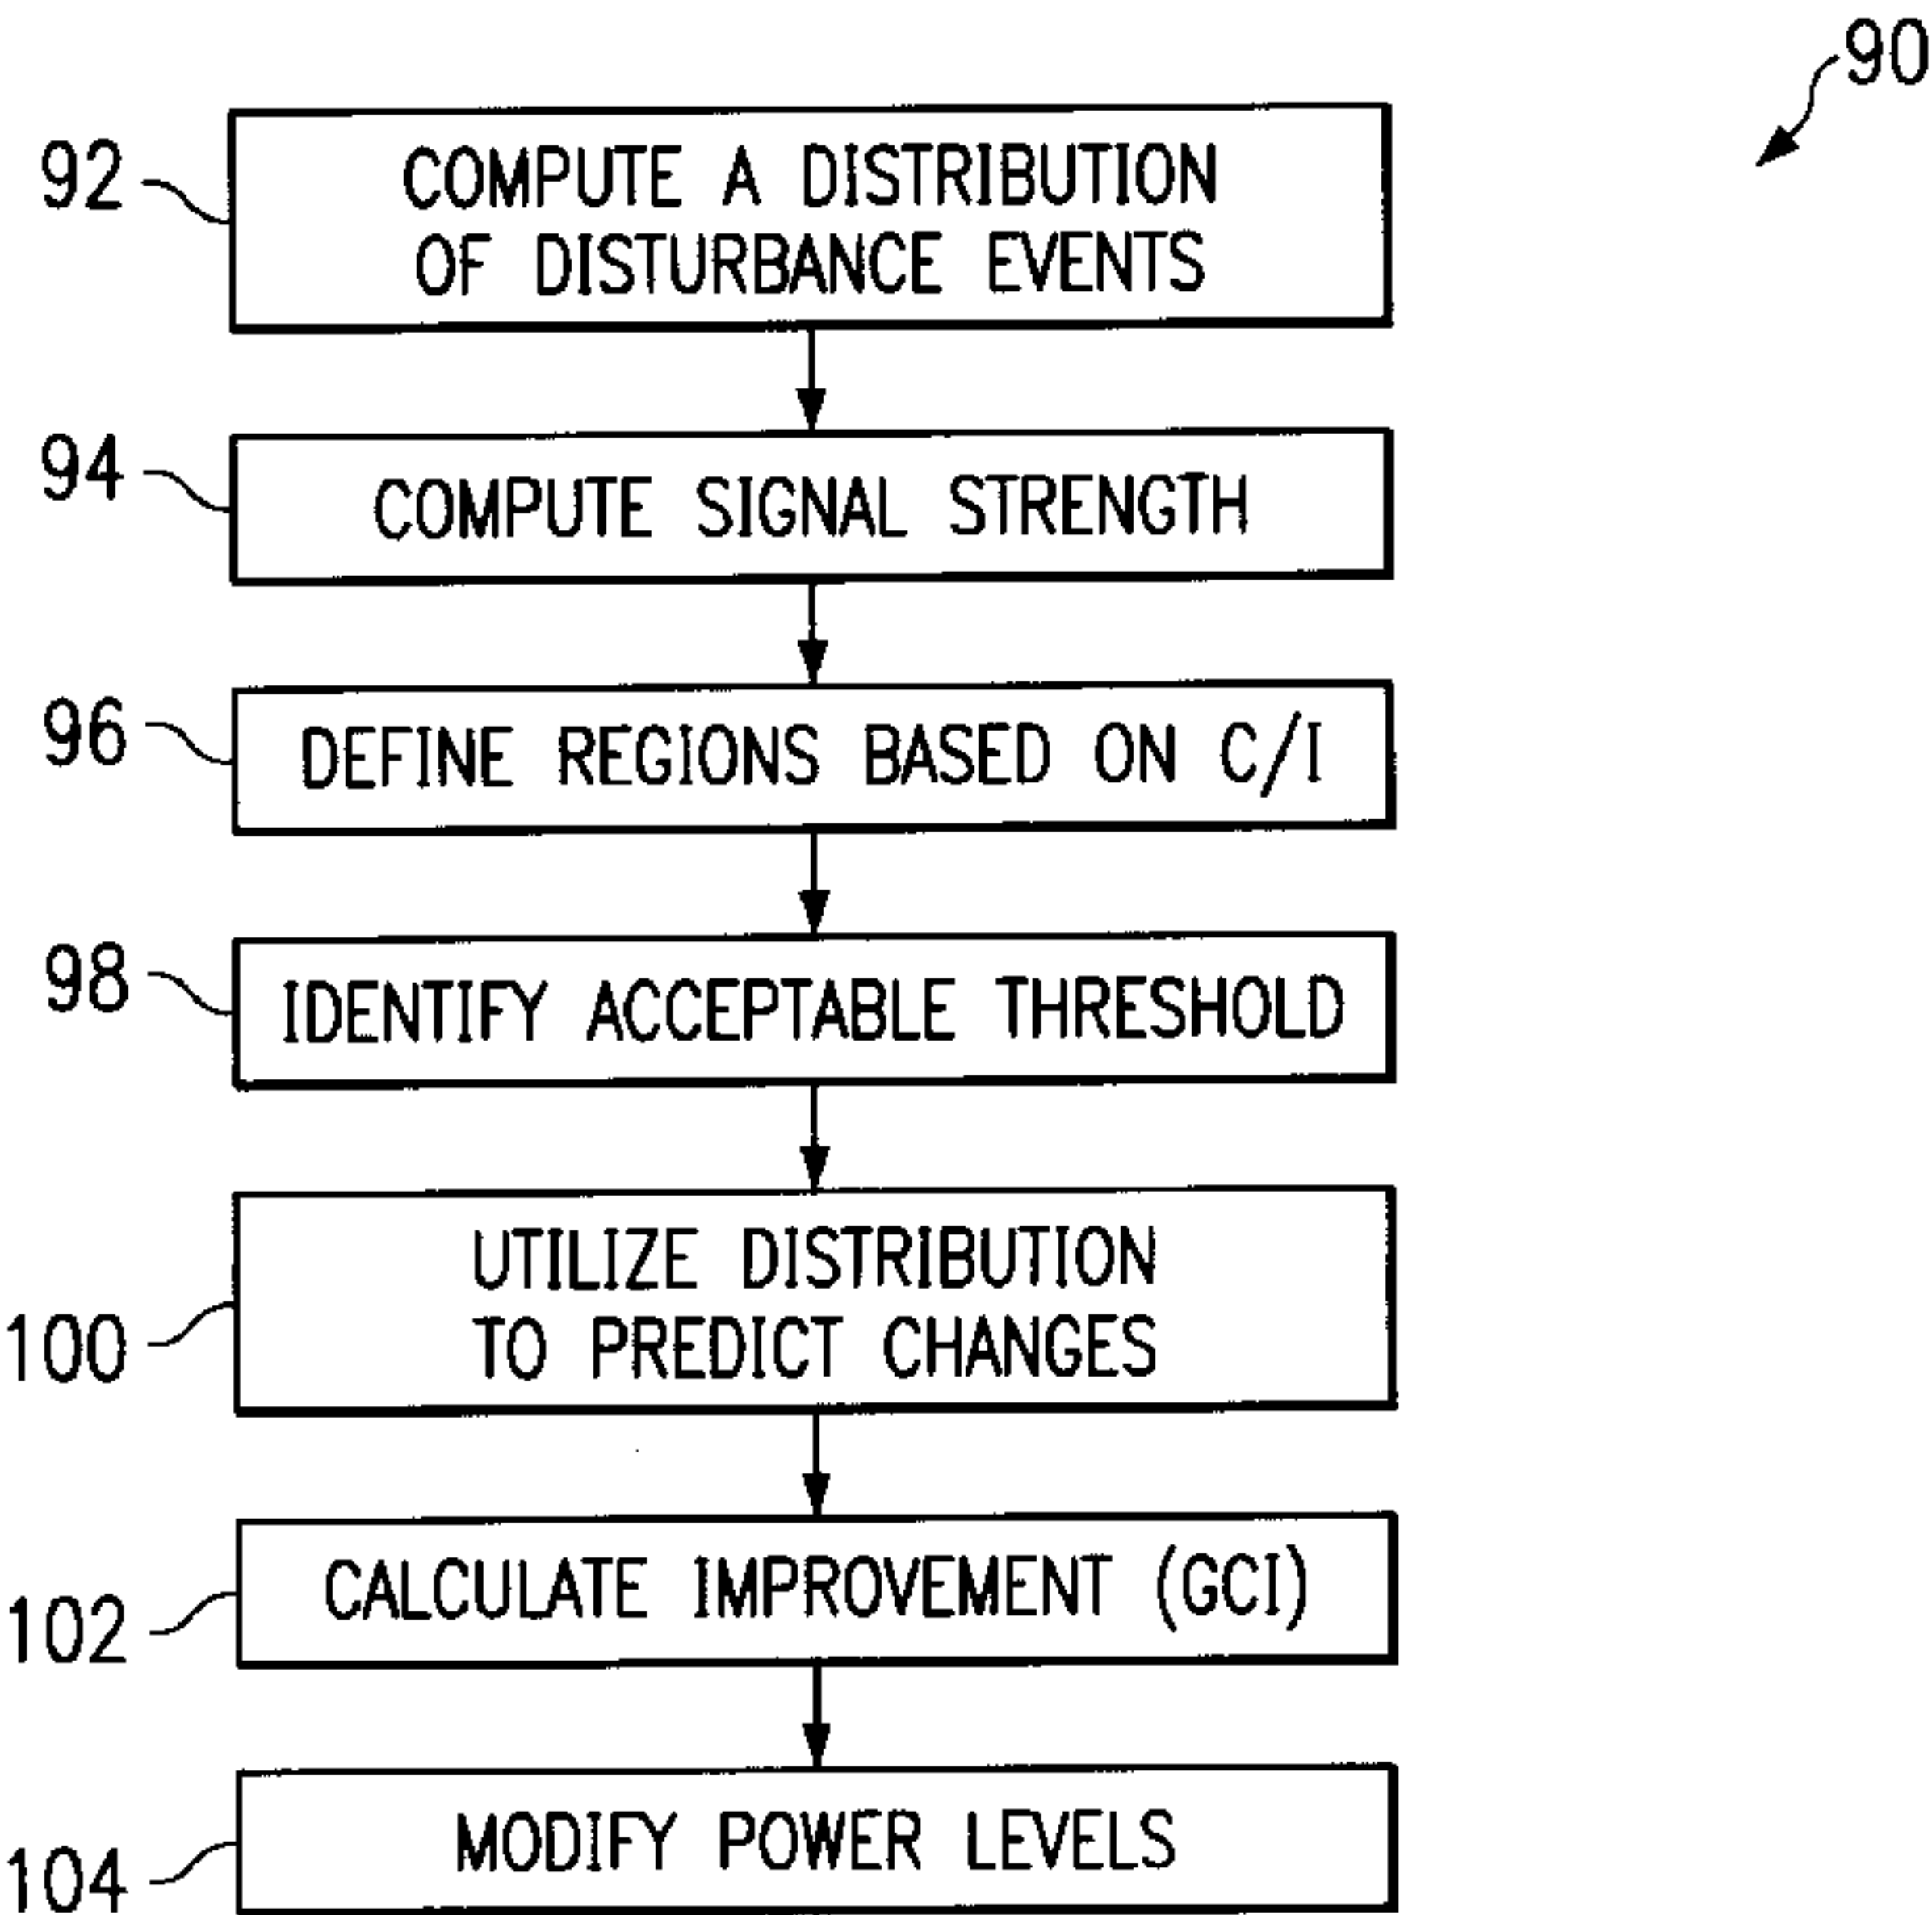 90
92
COMPUTE A DISTRIBUTION
OF DISTURBANCE EVENTS
94
COMPUTE SIGNAL STRENGTH
96
DEFINE REGIONS BASED ON C/I
98
IDENTIFY ACCEPTABLE THRESHOLD
100
UTILIZE DISTRIBUTION
TO PREDICT CHANGES
102
CALCULATE IMPROVEMENT (GCI)
104
MODIFY POWER LEVELS